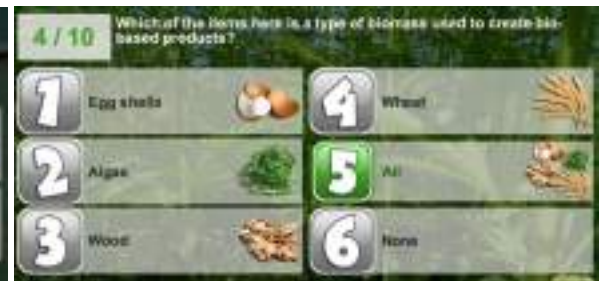 4 / 10
Which of the items here is a type of biomass used to create bio-
based products?
1 Egg shells
2 Algae
3 Wood
4 Wheat
5 All
6 None